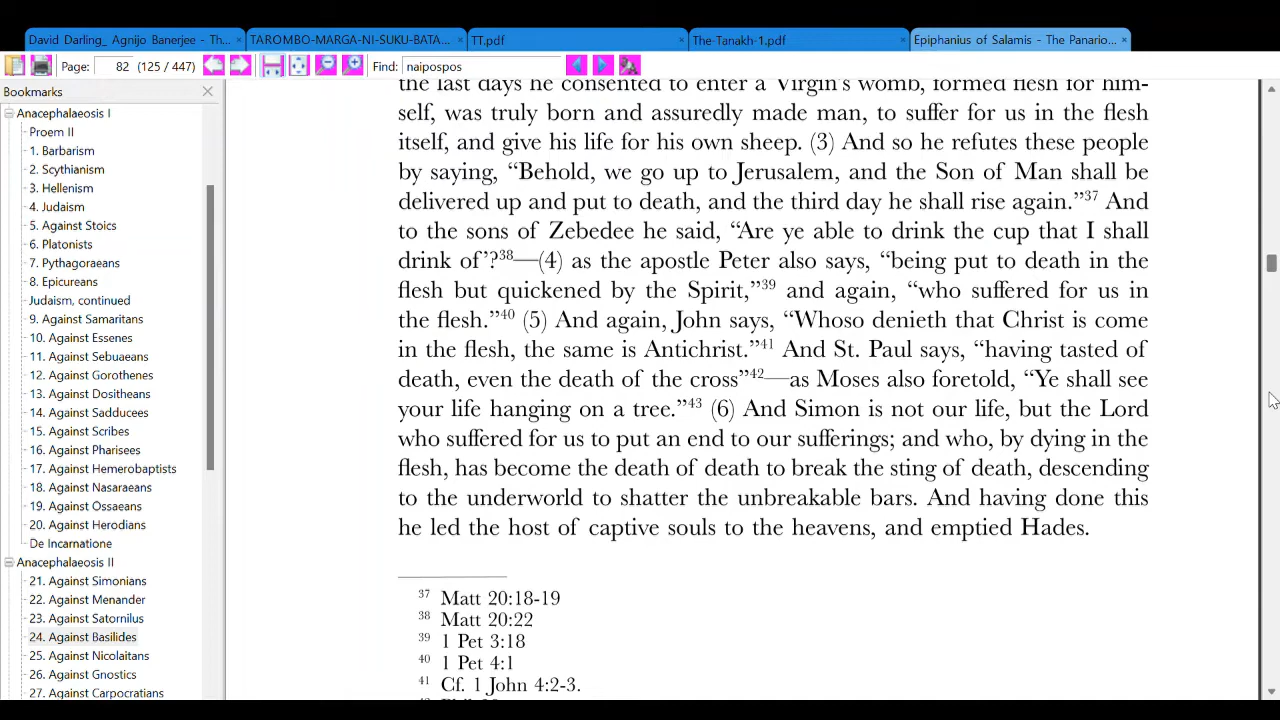 David Darling_ Agnijo Banerjee - Th...
TAROMBO-MARGA-NI-SUKU-BATA...
TT.pdf
The-Tanakh-1.pdf
Epiphanius of Salamis - The Panario...
Page: 82 (125 / 447)
Find: naipospos
Bookmarks
Anacephalaeosis I
Proem II
1. Barbarism
2. Scythianism
3. Hellenism
4. Judaism
5. Against Stoics
6. Platonists
7. Pythagoraeans
8. Epicureans
Judaism, continued
9. Against Samaritans
10. Against Essenes
11. Against Sebuaeans
12. Against Gorothenes
13. Against Dositheans
14. Against Sadducees
15. Against Scribes
16. Against Pharisees
17. Against Hemerobaptists
18. Against Nasaraeans
19. Against Ossaeans
20. Against Herodians
De Incarnatione
Anacephalaeosis II
21. Against Simonians
22. Against Menander
23. Against Satornilus
24. Against Basilides
25. Against Nicolaitans
26. Against Gnostics
27. Against Carpocratians
the last days he consented to enter a Virgin’s womb, formed flesh for him-
self, was truly born and assuredly made man, to suffer for us in the flesh
itself, and give his life for his own sheep. (3) And so he refutes these people
by saying, “Behold, we go up to Jerusalem, and the Son of Man shall be
delivered up and put to death, and the third day he shall rise again.”37 And
to the sons of Zebedee he said, “Are ye able to drink the cup that I shall
drink of’?38—(4) as the apostle Peter also says, “being put to death in the
flesh but quickened by the Spirit,”39 and again, “who suffered for us in
the flesh.”40 (5) And again, John says, “Whoso denieth that Christ is come
in the flesh, the same is Antichrist.”41 And St. Paul says, “having tasted of
death, even the death of the cross”42—as Moses also foretold, “Ye shall see
your life hanging on a tree.”43 (6) And Simon is not our life, but the Lord
who suffered for us to put an end to our sufferings; and who, by dying in the
flesh, has become the death of death to break the sting of death, descending
to the underworld to shatter the unbreakable bars. And having done this
he led the host of captive souls to the heavens, and emptied Hades.
37 Matt 20:18-19
38 Matt 20:22
39 1 Pet 3:18
40 1 Pet 4:1
41 Cf. 1 John 4:2-3.